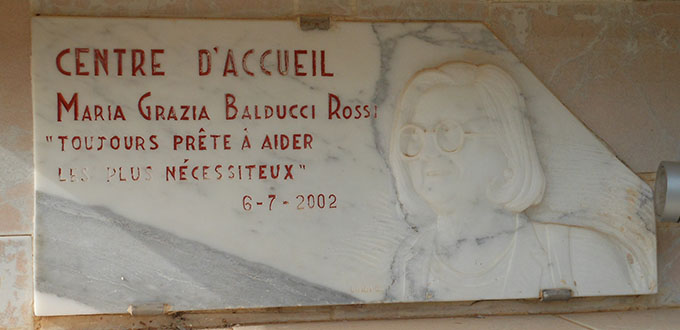 CENTRE D'ACCUEIL
MARIA GRAZIA BALDUCCI ROSSI
"TOUJOURS PRÊTE À AIDER
LES PLUS NÉCESSITEUX"
6-7-2002